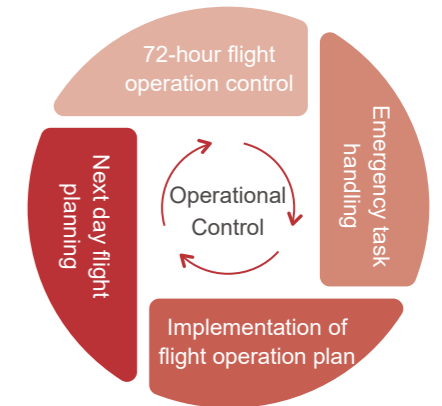 72-hour flight
operation control
Emergency task
handling
Operational
Control
Next day flight
planning
Implementation of
flight operation plan